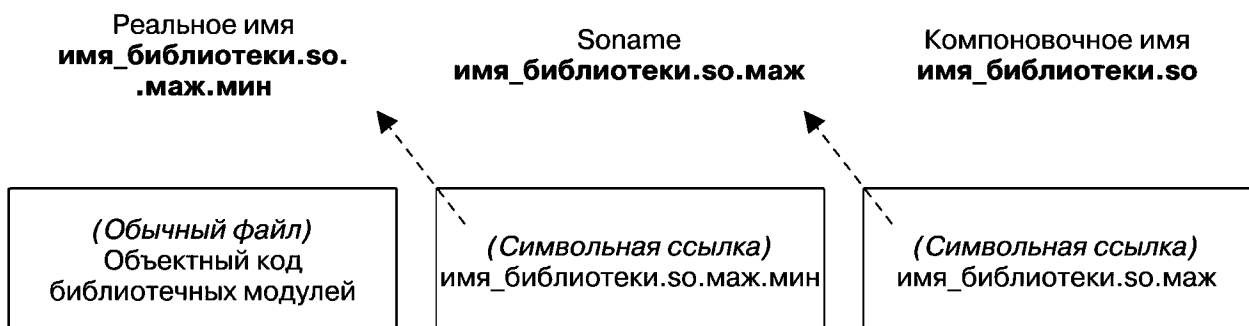 Реальное имя
имя_библиотеки.so.
.маж.мин
Soname
имя_библиотеки.so.маж
Компоновочное имя
имя_библиотеки.so
(Обычный файл)
Объектный код
библиотечных модулей
(Символьная ссылка)
имя_библиотеки.so.маж.мин
(Символьная ссылка)
имя_библиотеки.so.маж